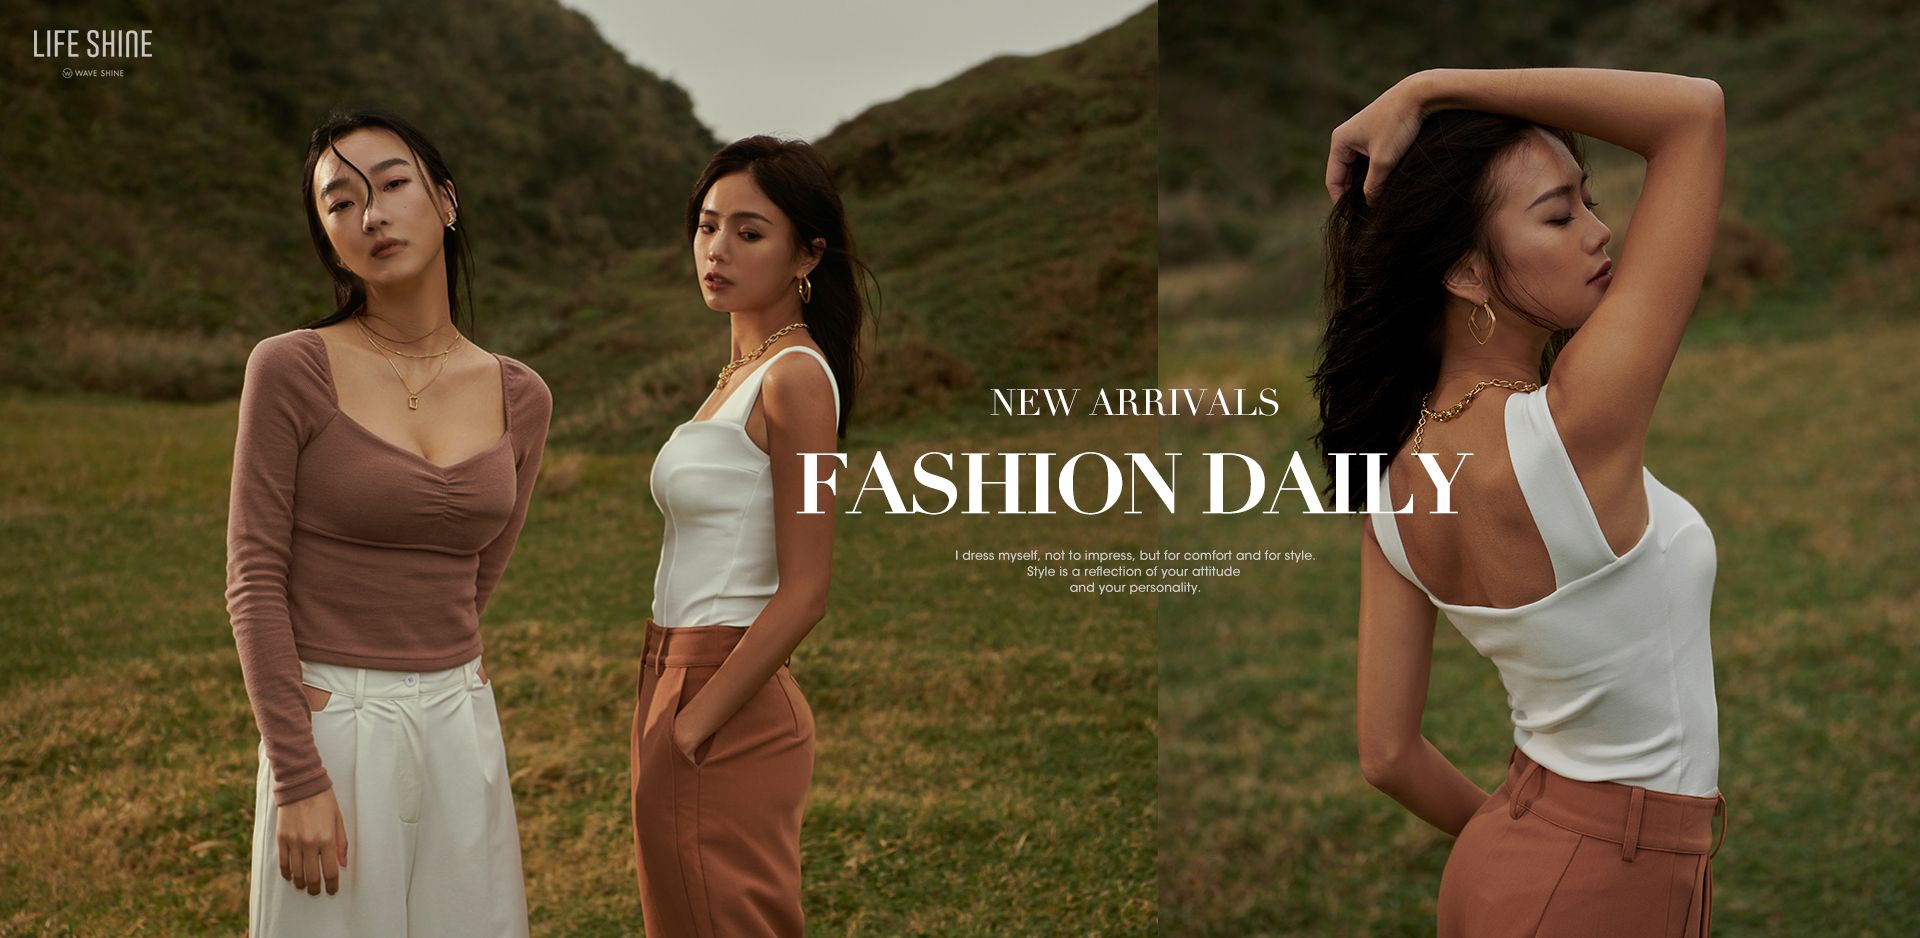 LIFE SHINE
W WAVE SHINE
NEW ARRIVALS
FASHION DAILY
I dress myself, not to impress, but for comfort and for style.
Style is a reflection of your attitude
and your personality.